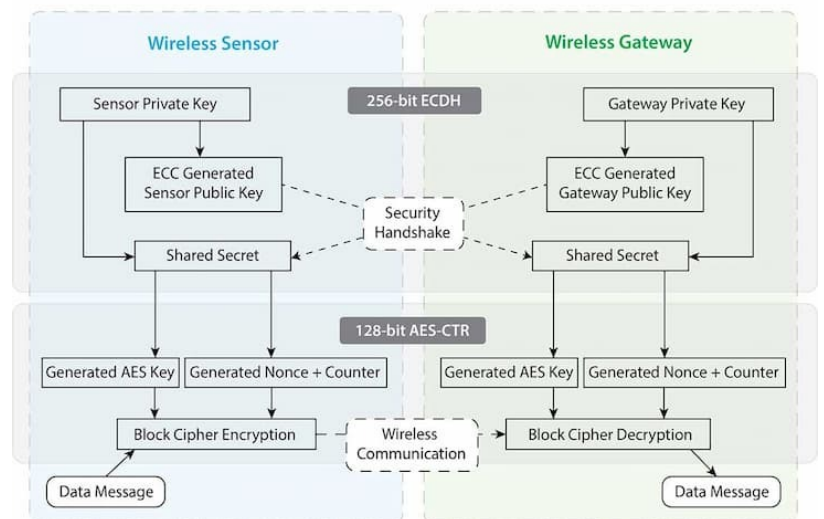 Wireless Sensor
Wireless Gateway
256-bit ECDH
Sensor Private Key
Gateway Private Key
ECC Generated
Sensor Public Key
ECC Generated
Gateway Public Key
Security
Handshake
Shared Secret
Shared Secret
128-bit AES-CTR
Generated AES Key
Generated Nonce + Counter
Generated AES Key
Generated Nonce + Counter
Block Cipher Encryption
Wireless
Communication
Block Cipher Decryption
Data Message
Data Message